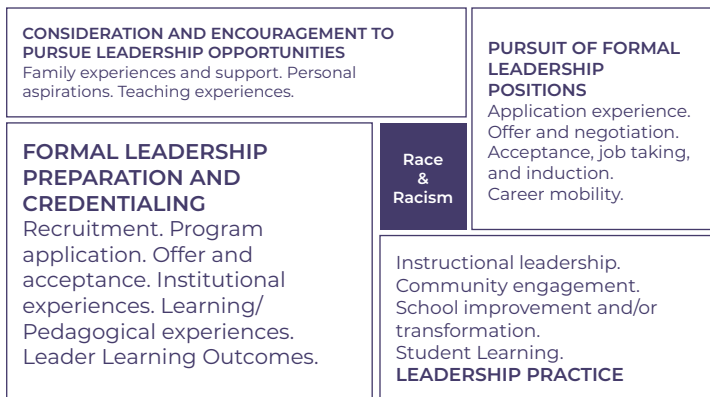 CONSIDERATION AND ENCOURAGEMENT TO
PURSUE LEADERSHIP OPPORTUNITIES
Family experiences and support. Personal
aspirations. Teaching experiences.
PURSUIT OF FORMAL
LEADERSHIP
POSITIONS
Application experience.
Offer and negotiation.
Acceptance, job taking,
and induction.
Career mobility.
FORMAL LEADERSHIP
PREPARATION AND
CREDENTIALING
Recruitment. Program
application. Offer and
acceptance. Institutional
experiences. Learning/
Pedagogical experiences.
Leader Learning Outcomes.
Race
&
Racism
Instructional leadership.
Community engagement.
School improvement and/or
transformation.
Student Learning.
LEADERSHIP PRACTICE